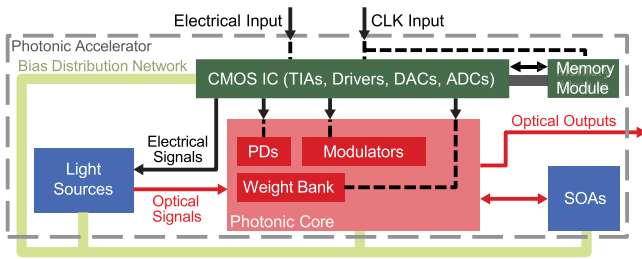 Electrical Input
CLK Input
Photonic Accelerator
Bias Distribution Network
CMOS IC (TIAs, Drivers, DACs, ADCs)
Memory
Module
Electrical
Signals
PDs
Modulators
Optical Outputs
Light
Sources
Weight Bank
SOAs
Optical
Signals
Photonic Core